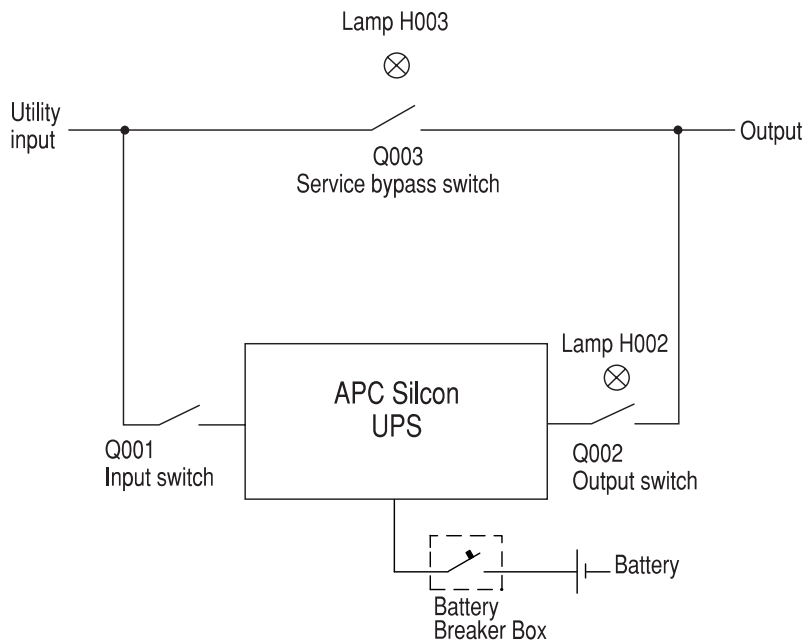 Lamp H003
Utility
input
Output
Q003
Service bypass switch
Lamp H002
APC Silcon
UPS
Q001
Input switch
Q002
Output switch
Battery
Battery
Breaker Box